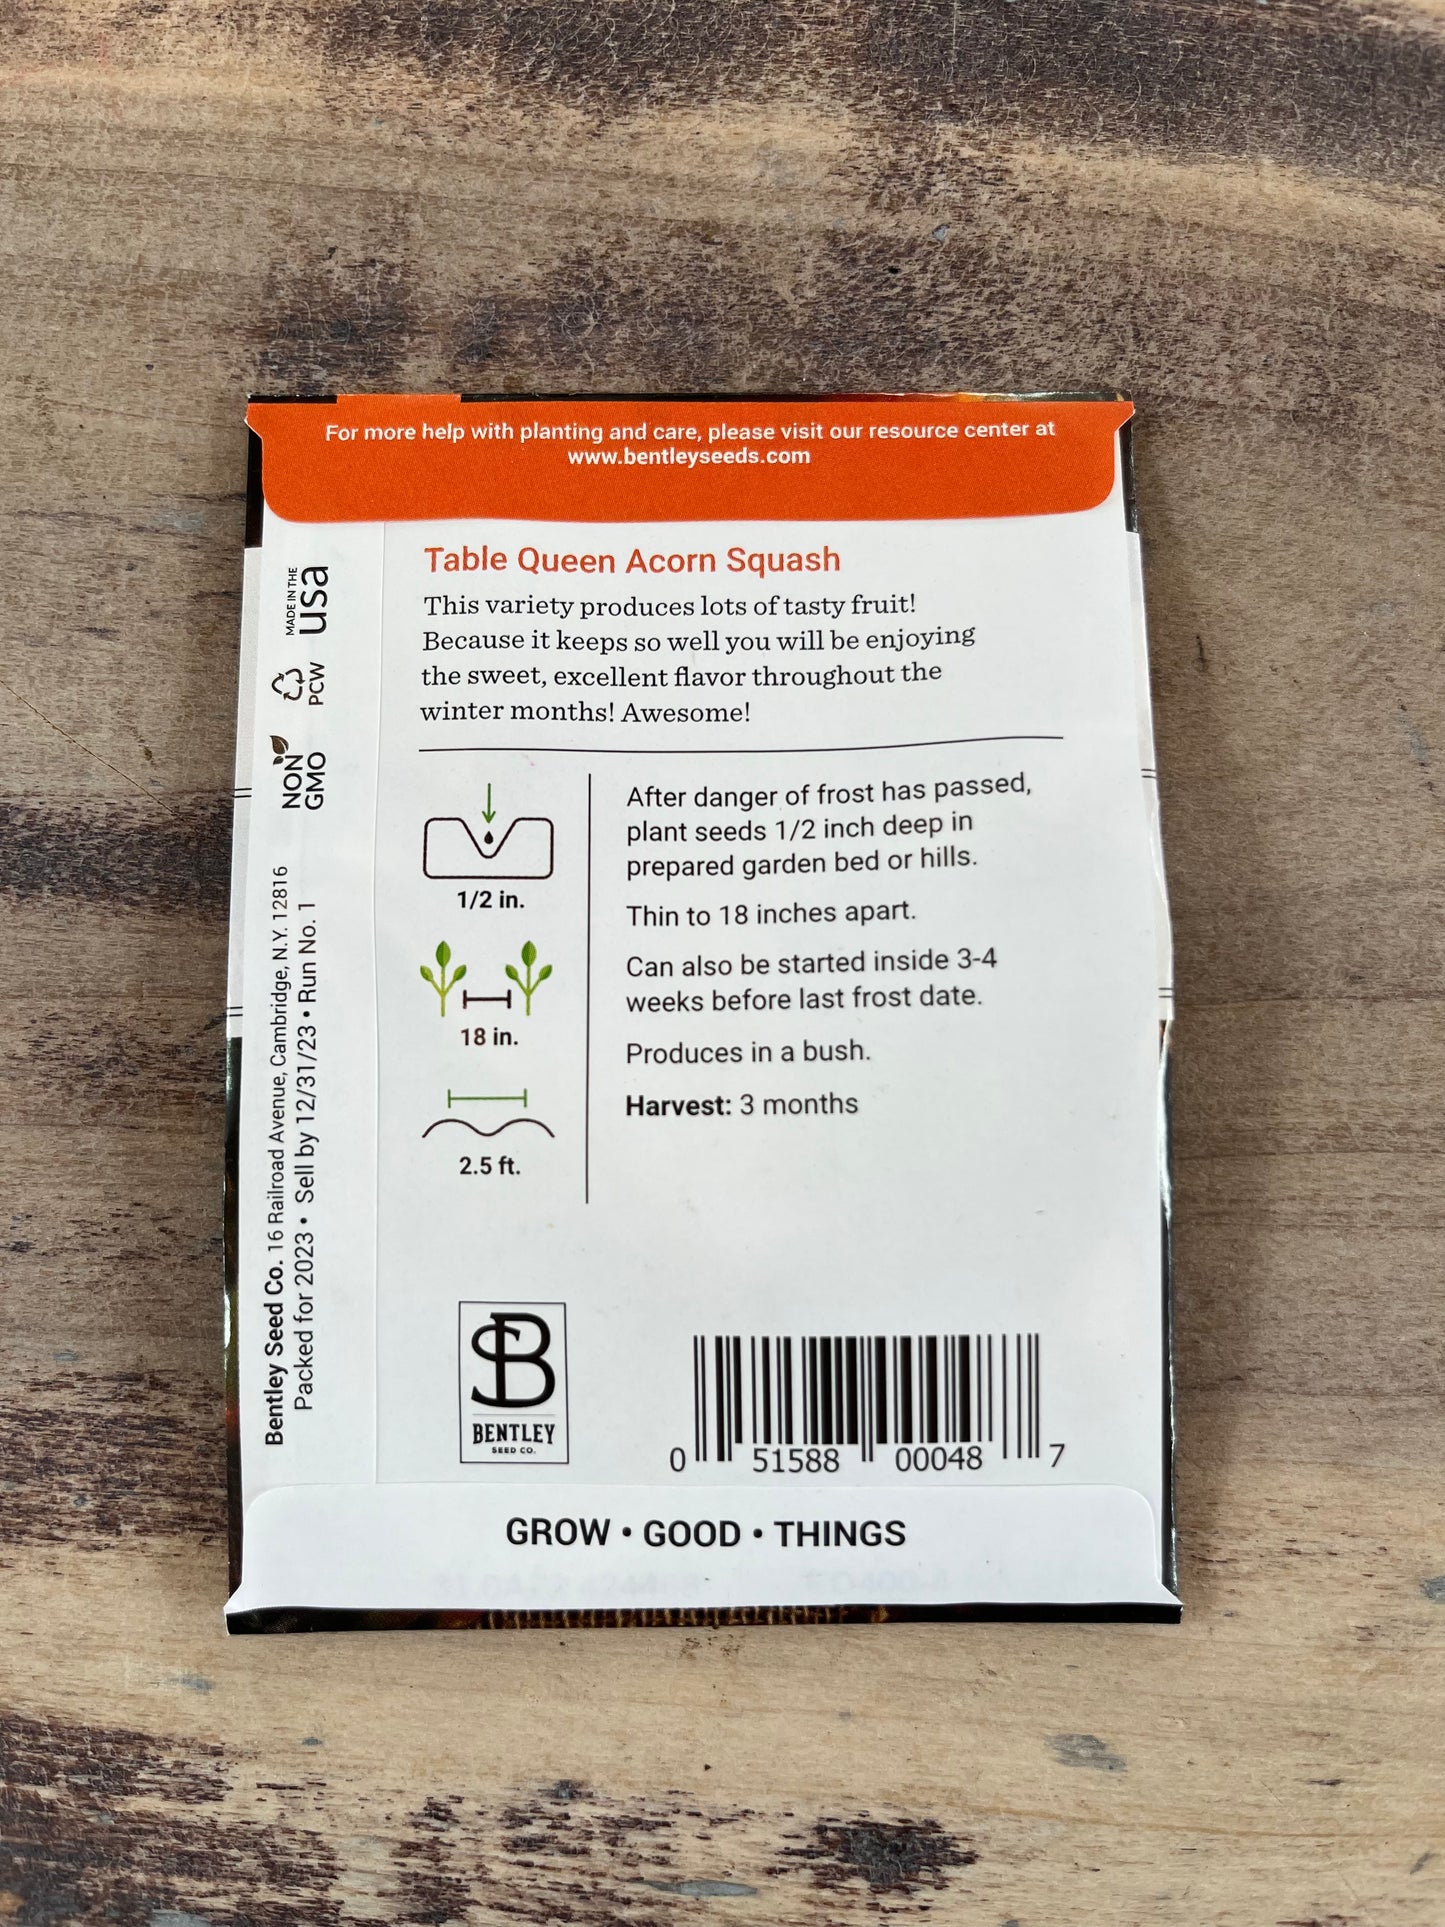 For more help with planting and care, please visit our resource center at
www.bentleyseeds.com
Table Queen Acorn Squash
This variety produces lots of tasty fruit!
Because it keeps so well you will be enjoying
the sweet, excellent flavor throughout the
winter months! Awesome!
1/2 in.
18 in.
2.5 ft.
After danger of frost has passed,
plant seeds 1/2 inch deep in
prepared garden bed or hills.
Thin to 18 inches apart.
Can also be started inside 3-4
weeks before last frost date.
Produces in a bush.
Harvest: 3 months
MADE IN THE
usa
PCW
NON
GMO
Bentley Seed Co. 16 Railroad Avenue, Cambridge, N.Y. 12816
Packed for 2023 • Sell by 12/31/23 • Run No. 1
SB
BENTLEY
SEED CO.
0 51588 00048 7
GROW • GOOD • THINGS